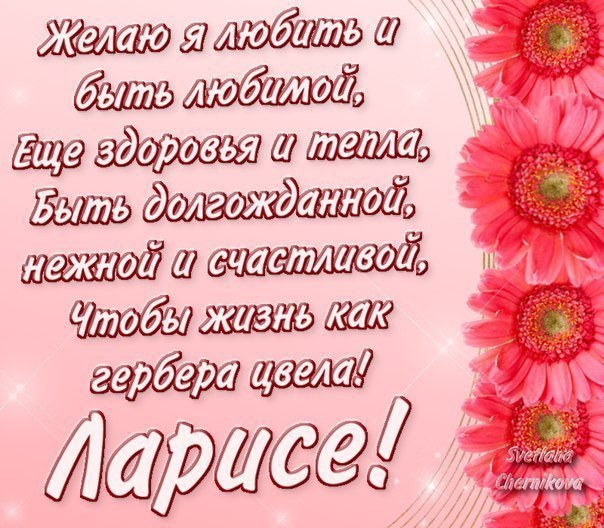 Желаю я любить и
быть любимой,
Еще здоровья и тепла,
Быть долгожданной,
нежной и счастливой,
Чтобы жизнь как
гербера цвела!
Ларисе!
Svetlana
Chernikova